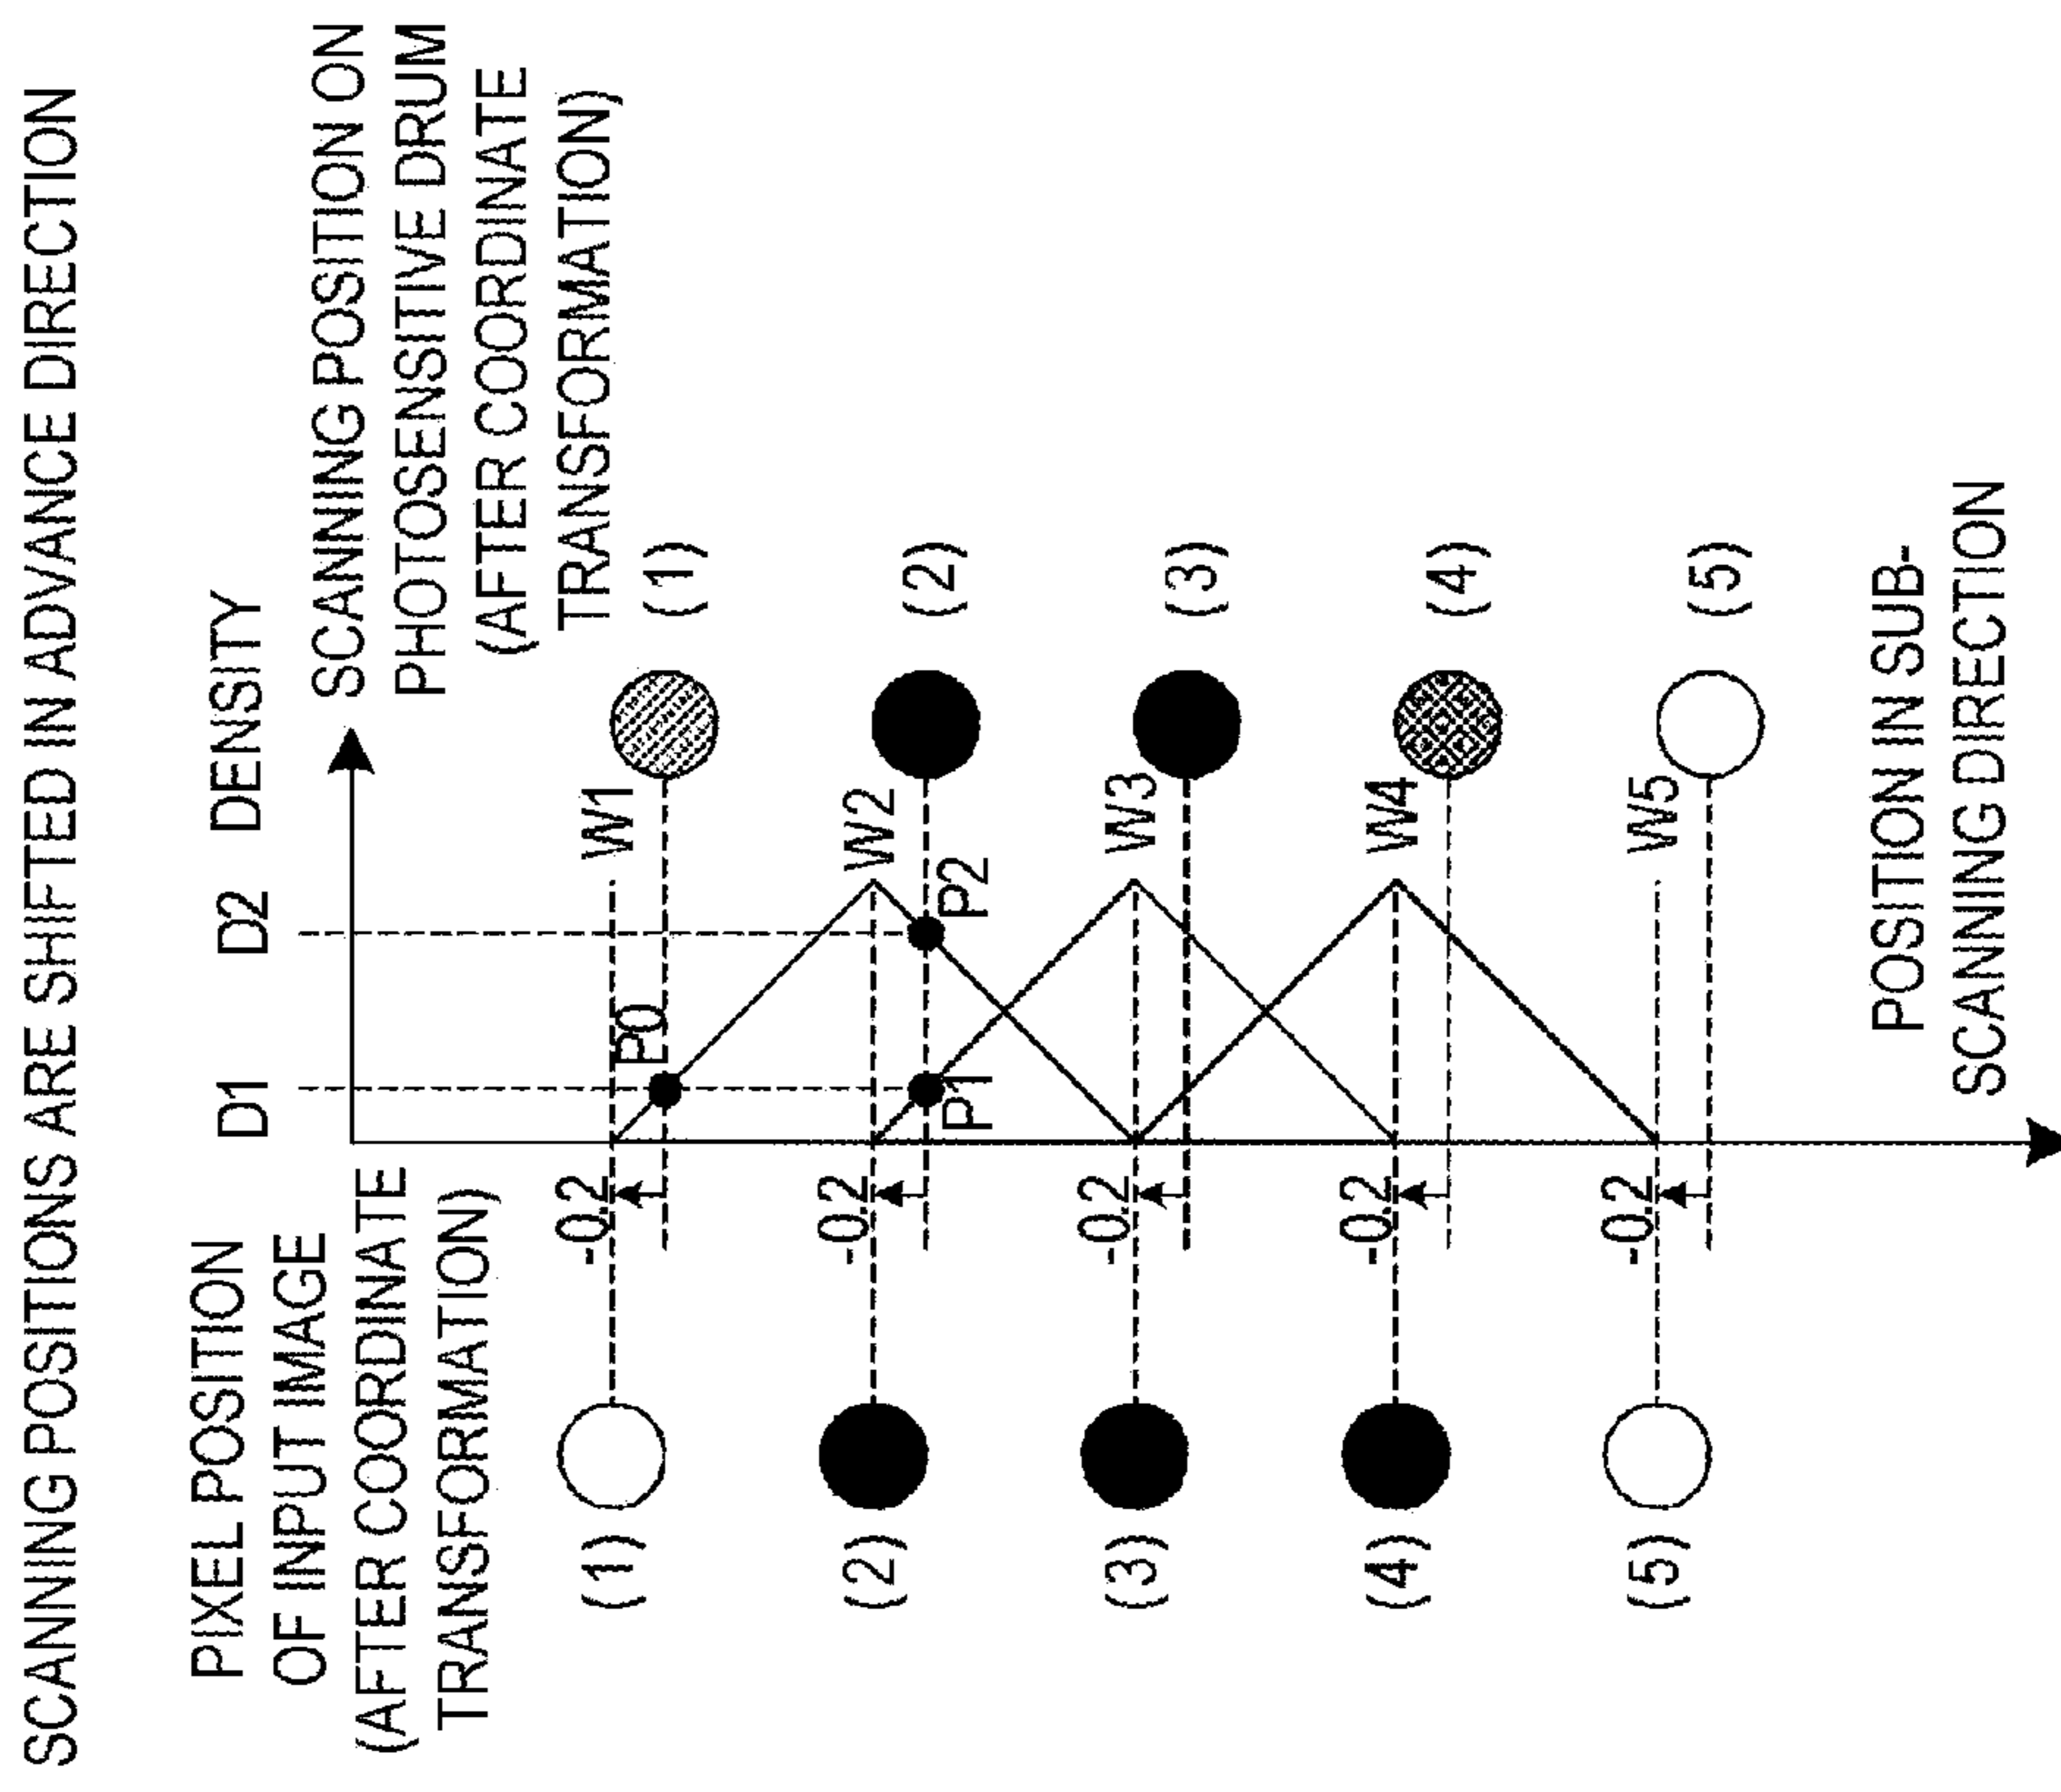 SCANNING POSITIONS ARE SHIFTED IN ADVANCE DIRECTION
PIXEL POSITION
OF INPUT IMAGE
(AFTER COORDINATE
TRANSFORMATION)
D1
D2
DENSITY
SCANNING POSITION ON
PHOTOSENSITIVE DRUM
(AFTER COORDINATE
TRANSFORMATION)
(1)
-0.2
P0
W1
(1)
(2)
-0.2
P1
P2
W2
(2)
(3)
-0.2
W3
(3)
(4)
-0.2
W4
(4)
(5)
-0.2
W5
(5)
POSITION IN SUB-
SCANNING DIRECTION